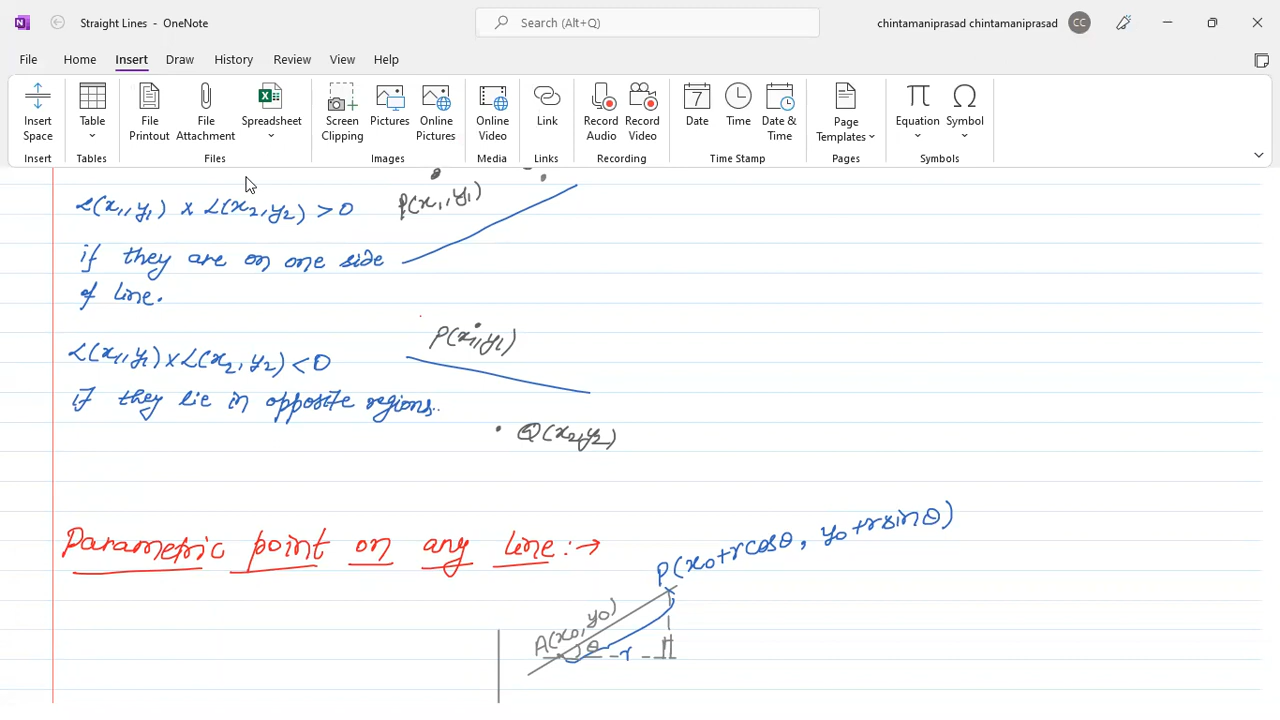 Straight Lines - OneNote
Search (Alt+Q)
chintamaniprasad chintamaniprasad
CC
File Home Insert Draw History Review View Help
Insert Space
Table
File Printout
File Attachment
Spreadsheet
Screen Clipping
Pictures
Online Pictures
Online Video
Link
Record Audio
Record Video
Date
Time
Date & Time
Page Templates
Equation
Symbol
Insert Tables Files Images Media Links Recording Time Stamp Pages Symbols
L(x1,y1) x L(x2,y2) > 0
P(x1,y1)
if they are on one side
of line.
P(x1,y1)
L(x1,y1) x L(x2,y2) < 0
if they lie in opposite regions..
Q(x2,y2)
Parametric point on any line:→
P(x0+rcosθ, y0+rsinθ)
A(x0,y0)
θ
r